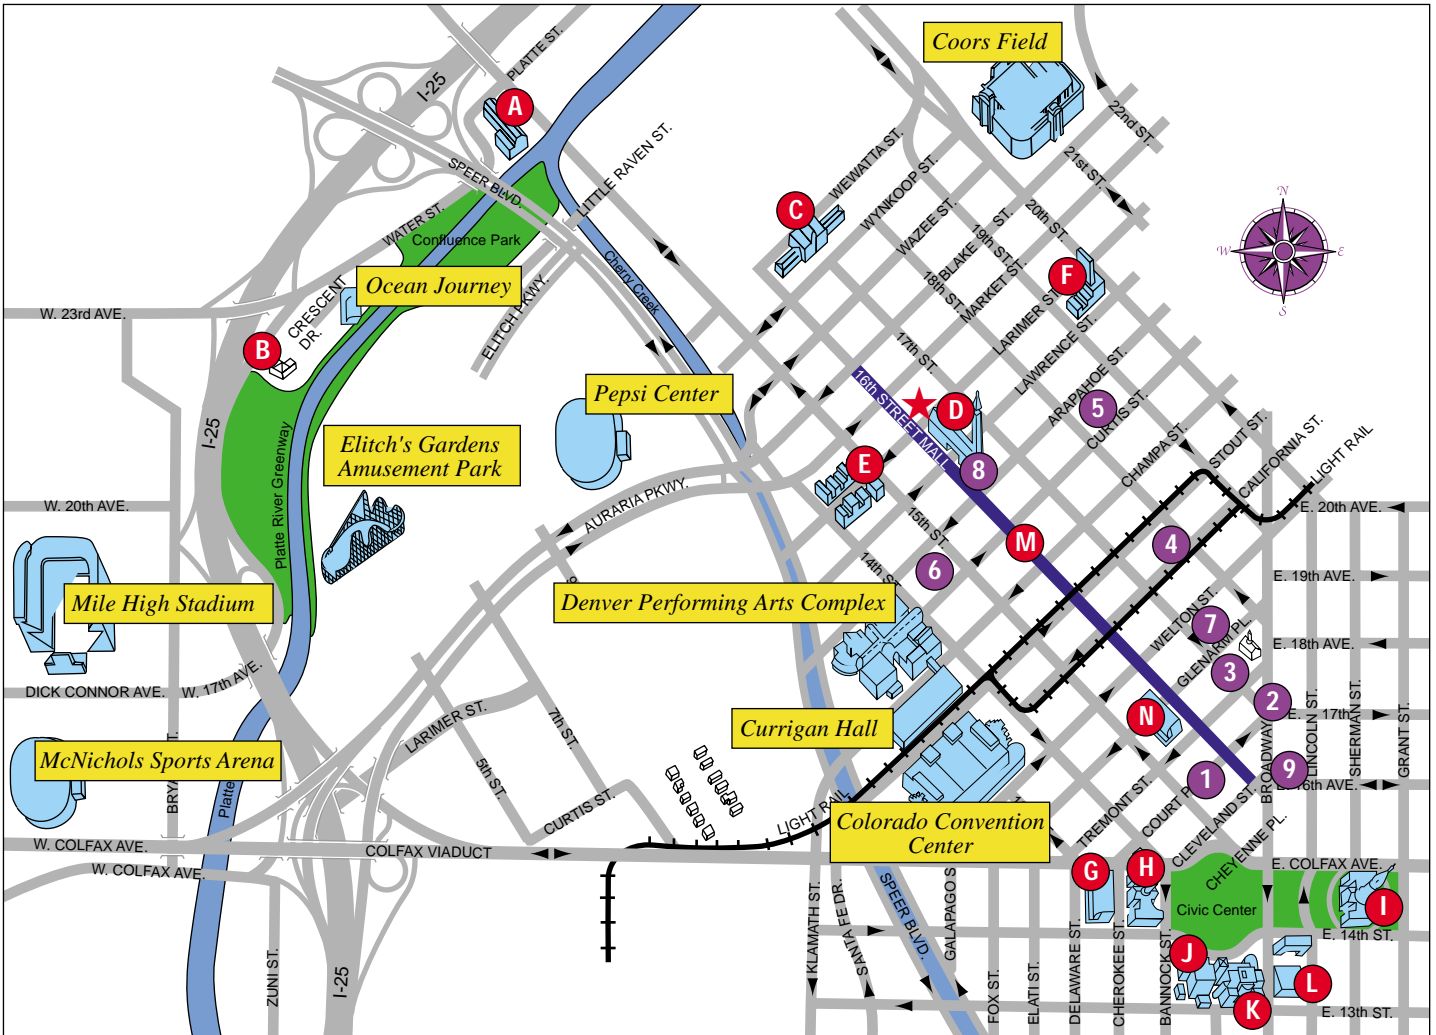 Coors Field
PLATTE ST.
I-25
A
22nd ST.
SPEER BLVD.
LITTLE RAVEN ST.
WEWATTA ST.
WYNKOOP ST.
21st ST.
C
WATER ST.
Confluence Park
WAZEE ST.
BLAKE ST.
20th ST.
19th ST.
N
W
E
S
Cherry Creek
Ocean Journey
18th ST.
MARKET ST.
F
W. 23rd AVE.
CRESCENT
DR.
ELITCH PKWY.
LARIMER ST.
LAWRENCE ST.
B
17th ST.
ARAPAHOE ST.
Pepsi Center
16th STREET MALL
D
5
CURTIS ST.
I-25
Elitch's Gardens
Amusement Park
Platte River Greenway
E
8
CHAMPA ST.
STOUT ST.
CALIFORNIA ST.
LIGHT RAIL
W. 20th AVE.
AURARIA PKWY.
15th ST.
M
4
E. 20th AVE.
6
14th ST.
E. 19th AVE.
Mile High Stadium
Denver Performing Arts Complex
WELTON ST.
7
GLENARM PL.
E. 18th AVE.
3
DICK CONNOR AVE.
W. 17th AVE.
2
LARIMER ST.
7th ST.
N
E. 17th AVE.
Currigan Hall
McNichols Sports Arena
5th ST.
BROADWAY
LINCOLN ST.
SHERMAN ST.
GRANT ST.
1
9
E. 16th AVE.
Platte
CURTIS ST.
LIGHT RAIL
Colorado Convention
Center
TREMONT ST.
CLEVELAND ST.
CHEYENNE PL.
W. COLFAX AVE.
COLFAX VIADUCT
E. COLFAX AVE.
W. COLFAX AVE.
G
H
I
Civic Center
KLAMATH ST.
SANTA FE DR.
SPEER BLVD.
FOX ST.
ELATI ST.
DELAWARE ST.
CHEROKEE ST.
BANNOCK ST.
E. 14th ST.
J
K
L
ZUNI ST.
I-25
E. 13th ST.